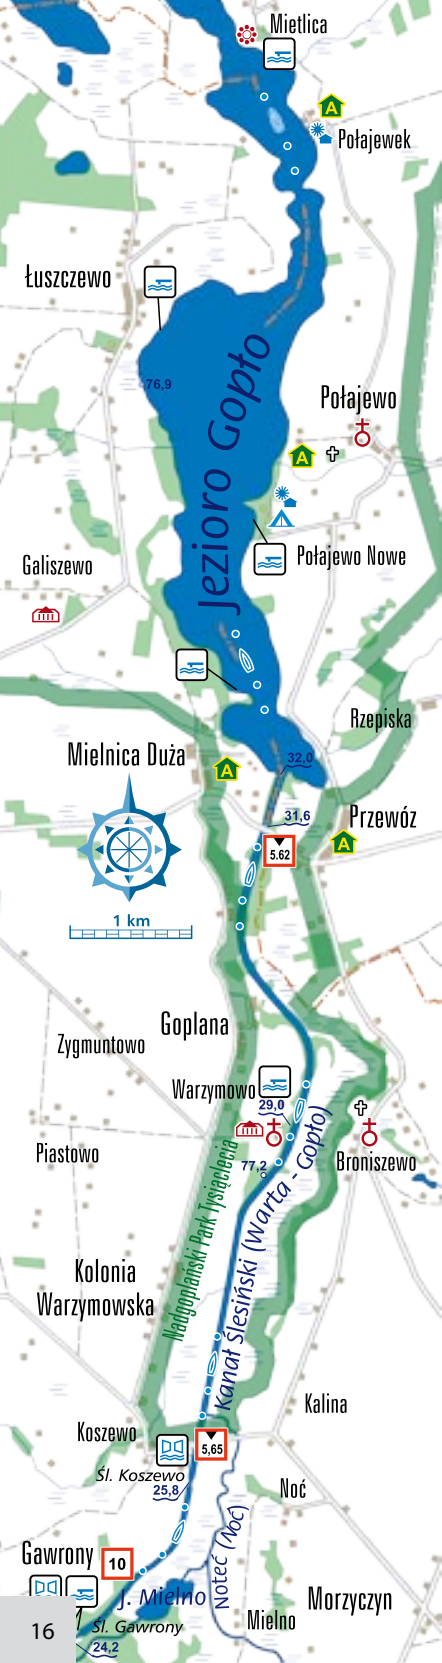 Mietlica
A
Połajewek
Łuszczewo
76,9
Jezioro Gopło
Połajewo
A
Połajewo Nowe
Galiszewo
Rzepiska
Mielnica Duża
A
32,0
31,6
Przewóz
5.62
A
1 km
Goplana
Zygmuntowo
Warzymowo
29,0
Piastowo
77,2
Broniszewo
Nadgoplański Park Tysiąclecia
Kanał Ślesiński (Warta - Gopło)
Kolonia
Warzymowska
Kalina
Koszewo
5,65
Śl. Koszewo
25,8
Noć
Noteć (Noć)
Gawrony
10
J. Mielno
Morzyczyn
16
Śl. Gawrony
Mielno
24,2